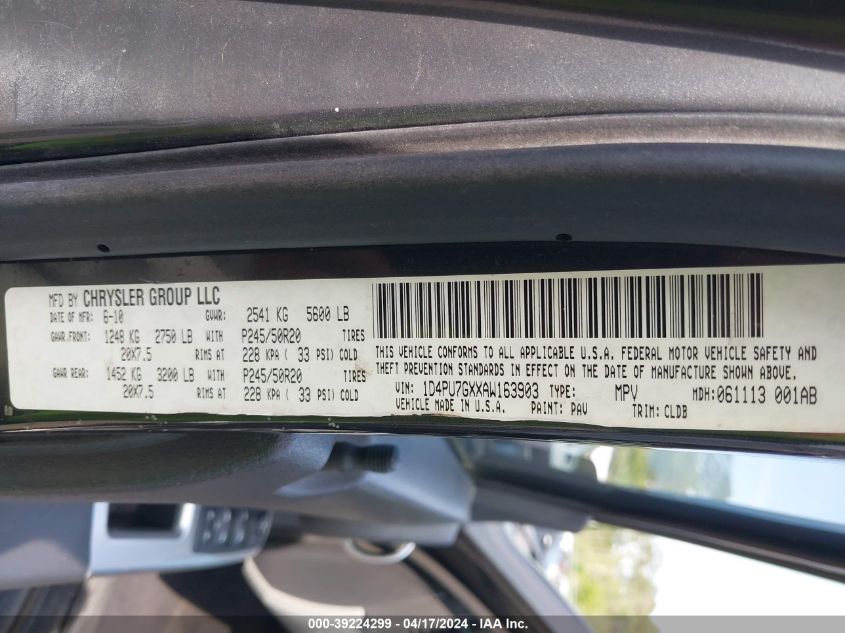 MFD BY CHRYSLER GROUP LLC
DATE OF MFR: 6-10 GVWR: 2541 KG 5600 LB
GAWR FRONT: 1248 KG 2750 LB WITH P245/50R20 TIRES
20X7.5 RIMS AT 228 KPA ( 33 PSI) COLD
GAWR REAR: 1452 KG 3200 LB WITH P245/50R20 TIRES
20X7.5 RIMS AT 228 KPA ( 33 PSI) COLD
THIS VEHICLE CONFORMS TO ALL APPLICABLE U.S.A. FEDERAL MOTOR VEHICLE SAFETY AND
THEFT PREVENTION STANDARDS IN EFFECT ON THE DATE OF MANUFACTURE SHOWN ABOVE.
VIN: 1D4PU7GXXAW163903 TYPE: MPV MDH:061113 001AB
VEHICLE MADE IN U.S.A. PAINT: PAV TRIM: CLDB
000-39224299 - 04/17/2024 - IAA Inc.